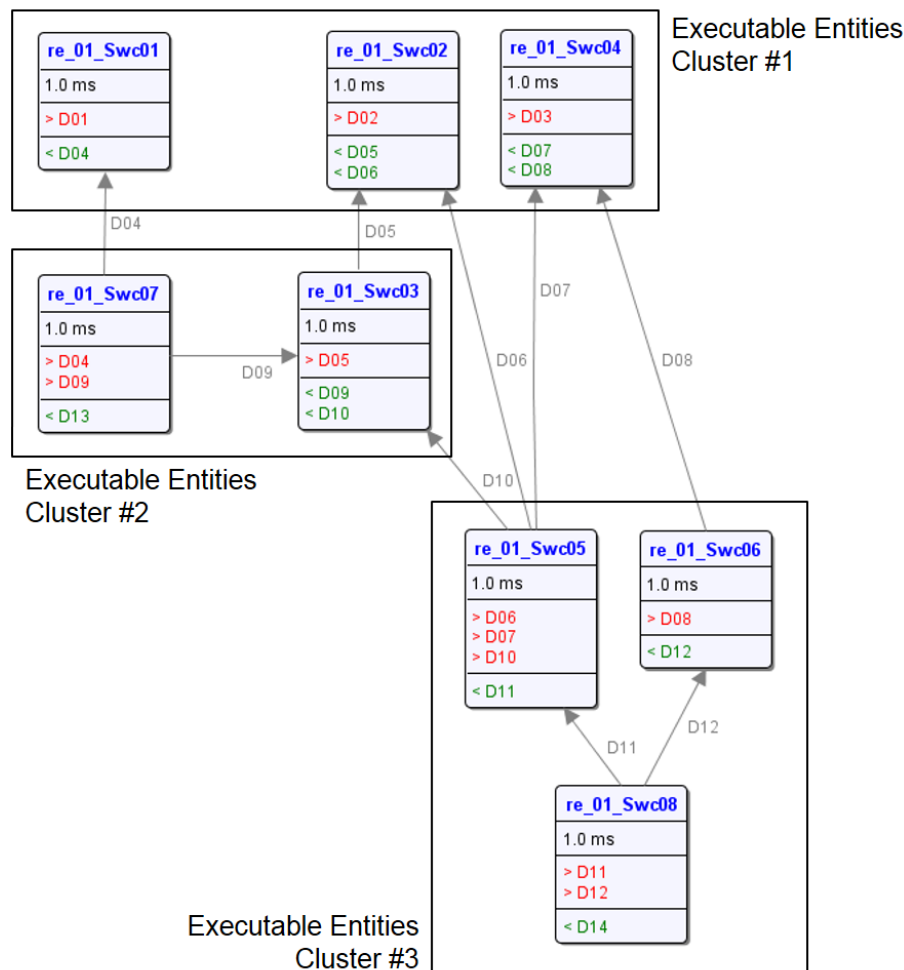 Executable Entities
Cluster #1
re_01_Swc01
1.0 ms
> D01
< D04
re_01_Swc02
1.0 ms
> D02
< D05
< D06
re_01_Swc04
1.0 ms
> D03
< D07
< D08
D04
D05
D06
D07
D08
re_01_Swc07
1.0 ms
> D04
> D09
< D13
D09
re_01_Swc03
1.0 ms
> D05
< D09
< D10
Executable Entities
Cluster #2
D10
re_01_Swc05
1.0 ms
> D06
> D07
> D10
< D11
re_01_Swc06
1.0 ms
> D08
< D12
D11
D12
re_01_Swc08
1.0 ms
> D11
> D12
< D14
Executable Entities
Cluster #3